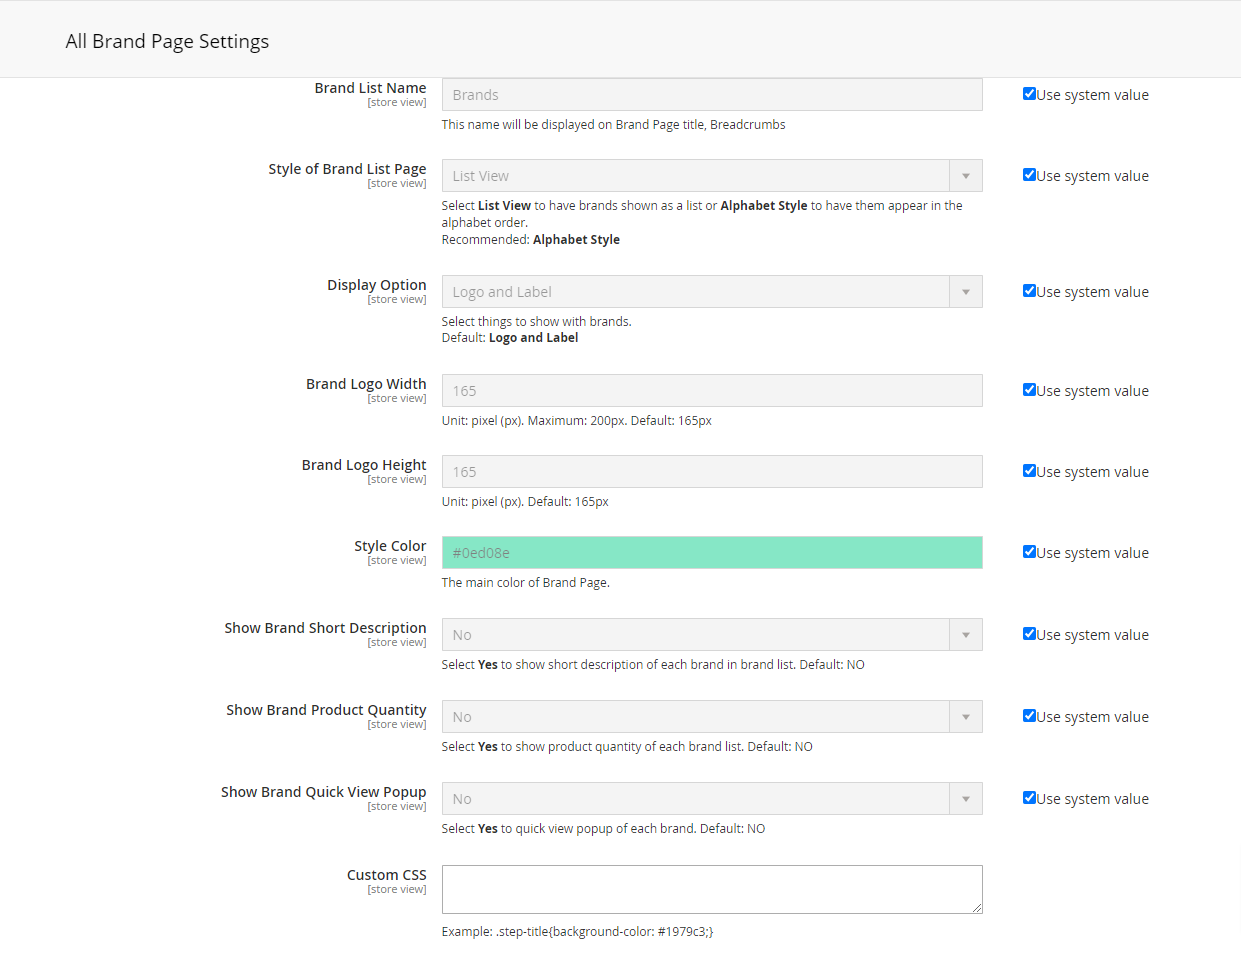 All Brand Page Settings
Brand List Name
[store view]
Brands
Use system value
This name will be displayed on Brand Page title, Breadcrumbs
Style of Brand List Page
[store view]
List View
Use system value
Select List View to have brands shown as a list or Alphabet Style to have them appear in the
alphabet order.
Recommended: Alphabet Style
Display Option
[store view]
Logo and Label
Use system value
Select things to show with brands.
Default: Logo and Label
Brand Logo Width
[store view]
165
Use system value
Unit: pixel (px). Maximum: 200px. Default: 165px
Brand Logo Height
[store view]
165
Use system value
Unit: pixel (px). Default: 165px
Style Color
[store view]
#0ed08e
Use system value
The main color of Brand Page.
Show Brand Short Description
[store view]
No
Use system value
Select Yes to show short description of each brand in brand list. Default: NO
Show Brand Product Quantity
[store view]
No
Use system value
Select Yes to show product quantity of each brand list. Default: NO
Show Brand Quick View Popup
[store view]
No
Use system value
Select Yes to quick view popup of each brand. Default: NO
Custom CSS
[store view]
Example: .step-title{background-color: #1979c3;}